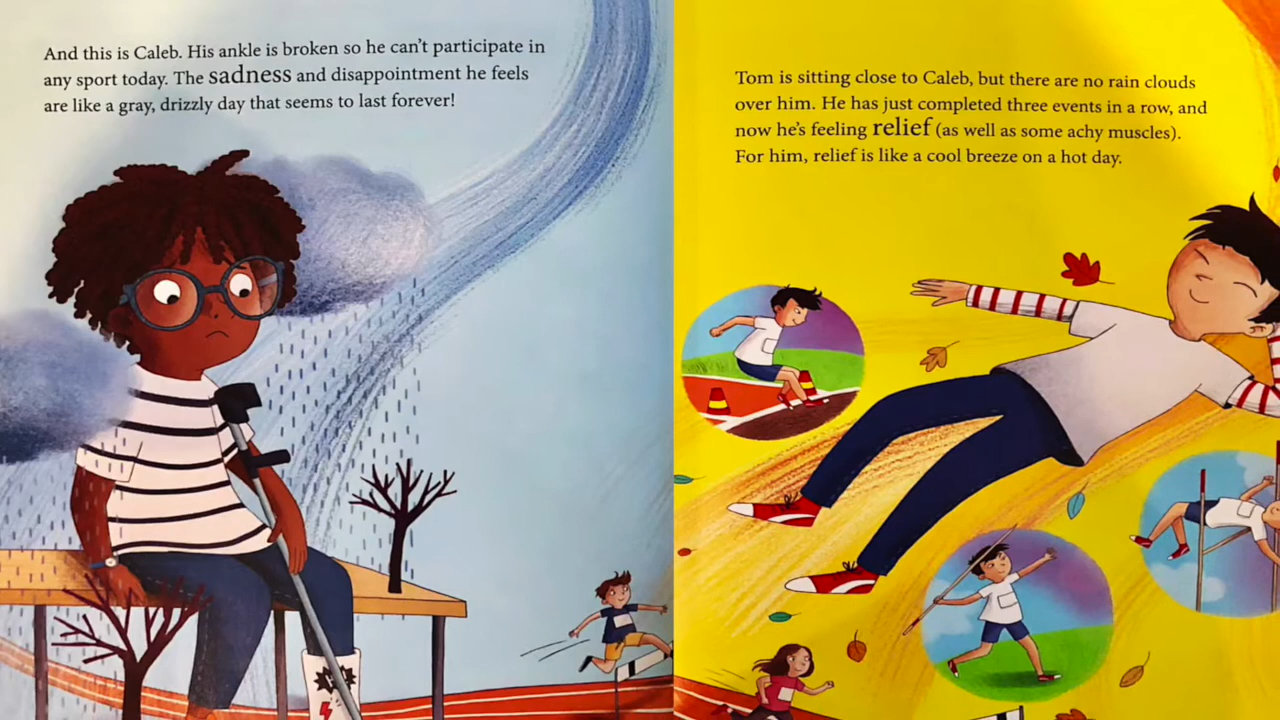 And this is Caleb. His ankle is broken so he can't participate in
any sport today. The sadness and disappointment he feels
are like a gray, drizzly day that seems to last forever!
Tom is sitting close to Caleb, but there are no rain clouds
over him. He has just completed three events in a row, and
now he's feeling relief (as well as some achy muscles).
For him, relief is like a cool breeze on a hot day.